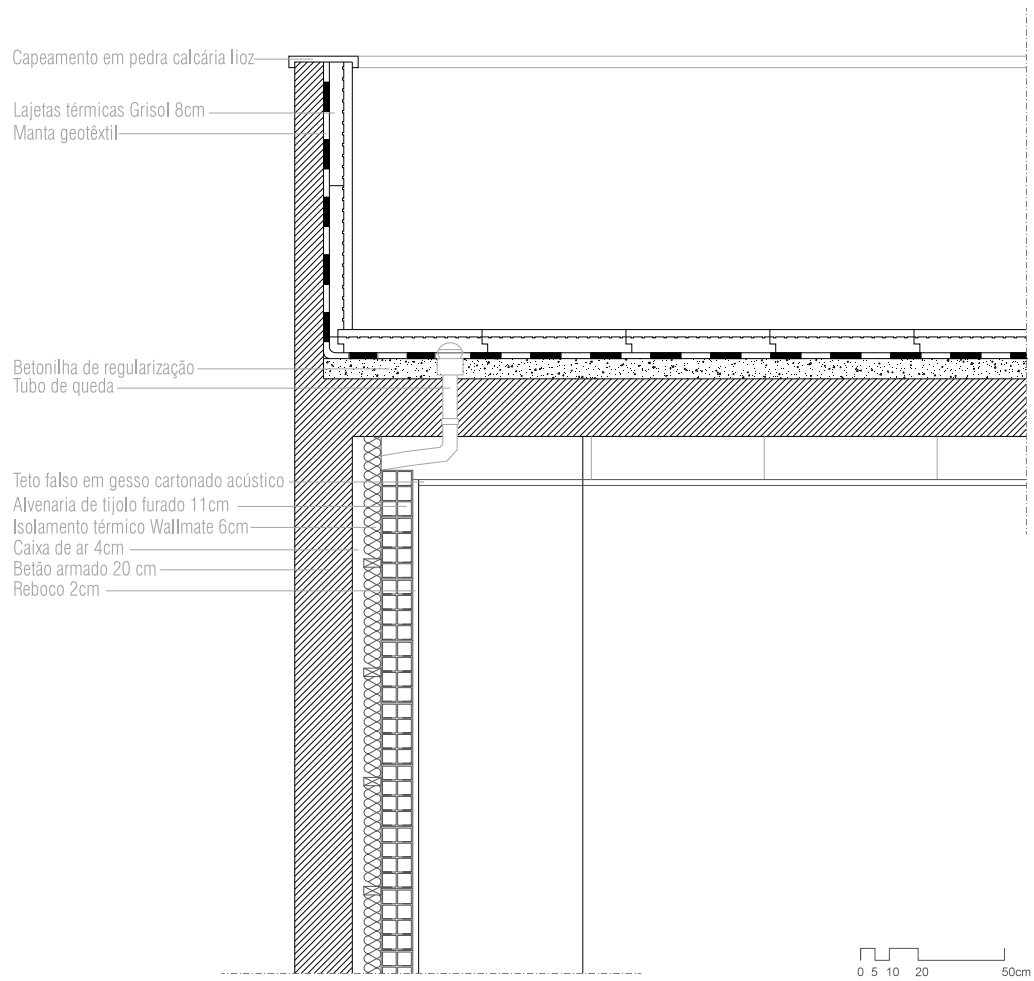 Capeamento em pedra calcária lioz
Lajetas térmicas Grisol 8cm
Manta geotêxtil
Betonilha de regularização
Tubo de queda
Teto falso em gesso cartonado acústico
Alvenaria de tijolo furado 11cm
Isolamento térmico Wallmate 6cm
Caixa de ar 4cm
Betão armado 20 cm
Reboco 2cm
0 5 10 20 50cm